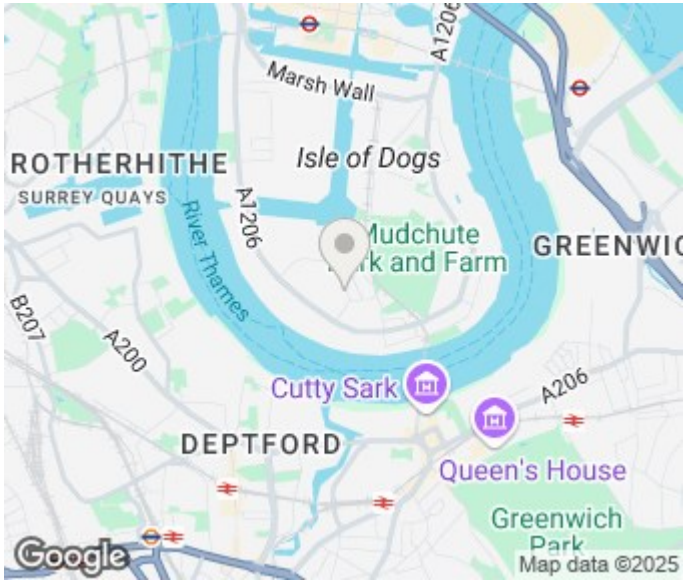 A1206
Marsh Wall
Isle of Dogs
ROTHERHITHE
SURREY QUAYS
A1206
River Thames
Mudchute
Park and Farm
GREENWIC
B207
A200
Cutty Sark
A206
DEPTFORD
Queen's House
Greenwich
Park
Google
Map data ©2025